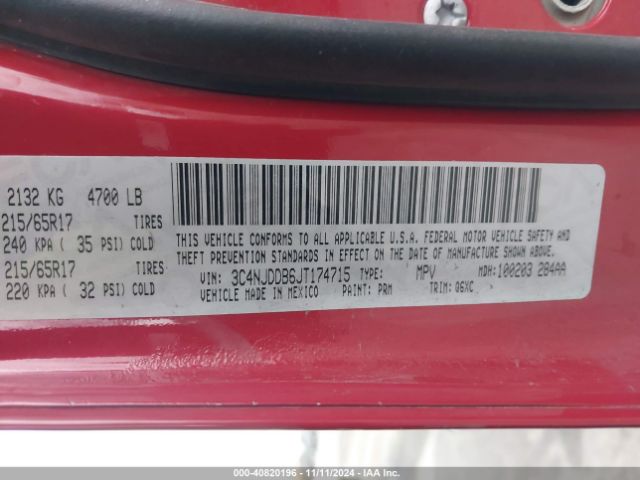 2132 KG 4700 LB
215/65R17 TIRES
240 KPA ( 35 PSI) COLD
215/65R17 TIRES
220 KPA ( 32 PSI) COLD
THIS VEHICLE CONFORMS TO ALL APPLICABLE U.S.A. FEDERAL MOTOR VEHICLE SAFETY AND
THEFT PREVENTION STANDARDS IN EFFECT ON THE DATE OF MANUFACTURE SHOWN ABOVE.
VIN: 3C4NJDDB6JT174715 TYPE: MPV MDH: 100203 284AA
VEHICLE MADE IN MEXICO PAINT: PRM TRIM: Q6XC
000-40820196 - 11/11/2024 - IAAI.COM